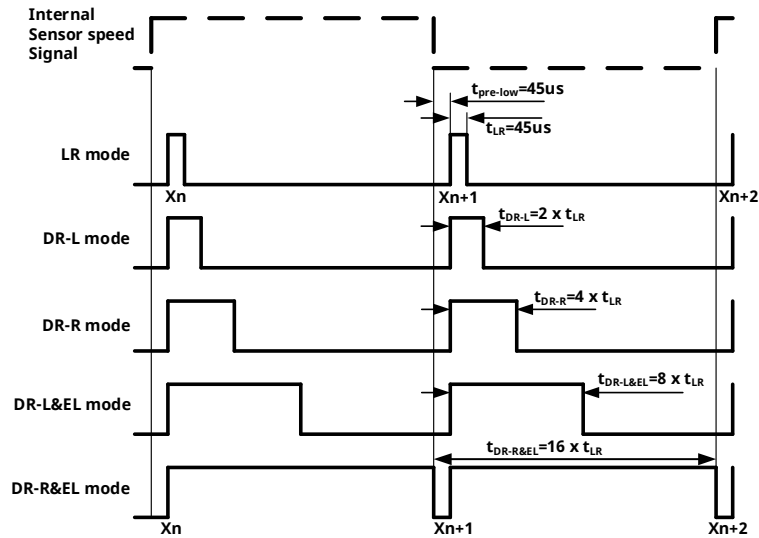 Internal
Sensor speed
Signal
tpre-low=45us
tLR=45us
LR mode
Xn
Xn+1
Xn+2
DR-L mode
tDR-L=2 x tLR
DR-R mode
tDR-R=4 x tLR
DR-L&EL mode
tDR-L&EL=8 x tLR
DR-R&EL mode
tDR-R&EL=16 x tLR
Xn
Xn+1
Xn+2